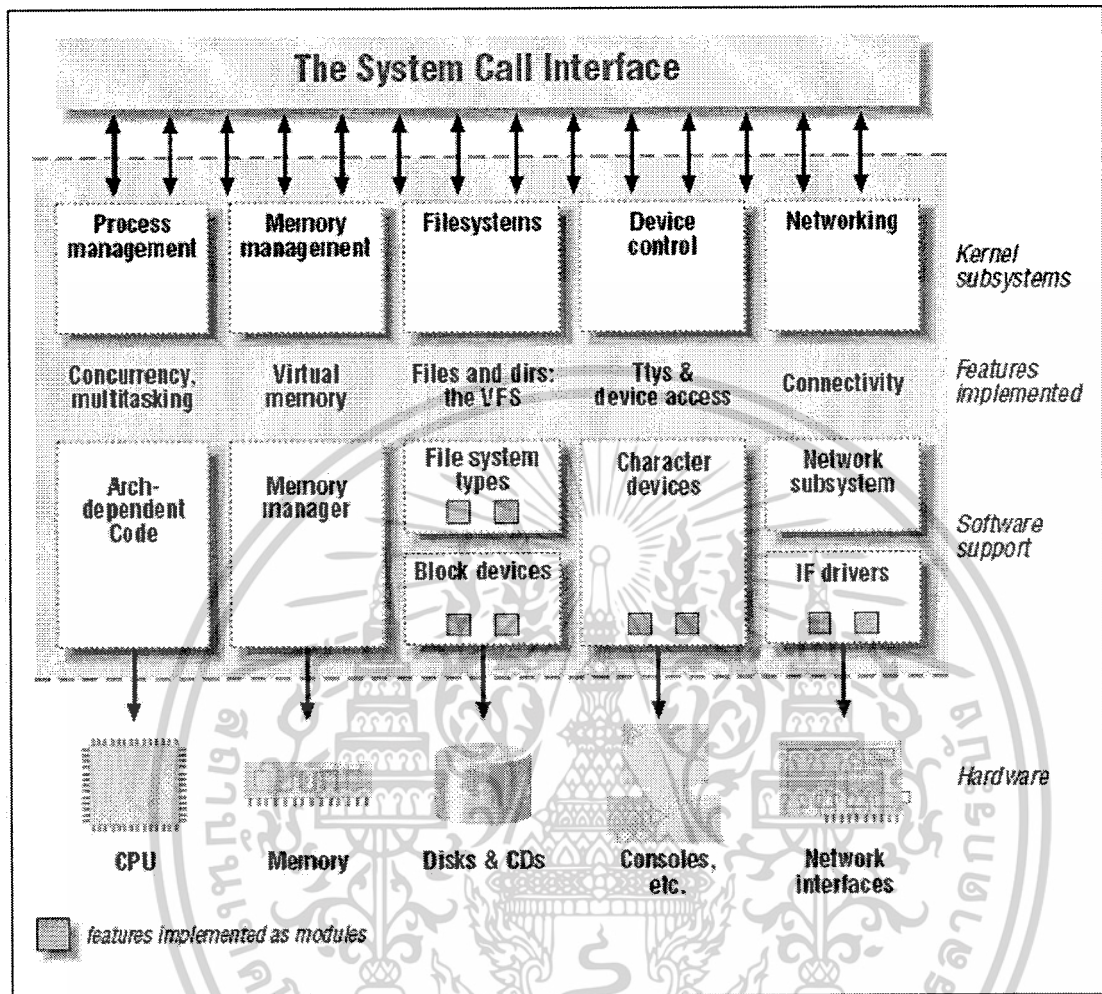 The System Call Interface
Process
management
Memory
management
Filesystems
Device
control
Networking
Kernel
subsystems
Concurrency,
multitasking
Virtual
memory
Files and dirs:
the VFS
Ttys &
device access
Connectivity
Features
implemented
Arch-
dependent
Code
Memory
manager
File system
types
Block devices
Character
devices
Network
subsystem
IF drivers
Software
support
Hardware
CPU
Memory
Disks & CDs
Consoles,
etc.
Network
interfaces
features implemented as modules